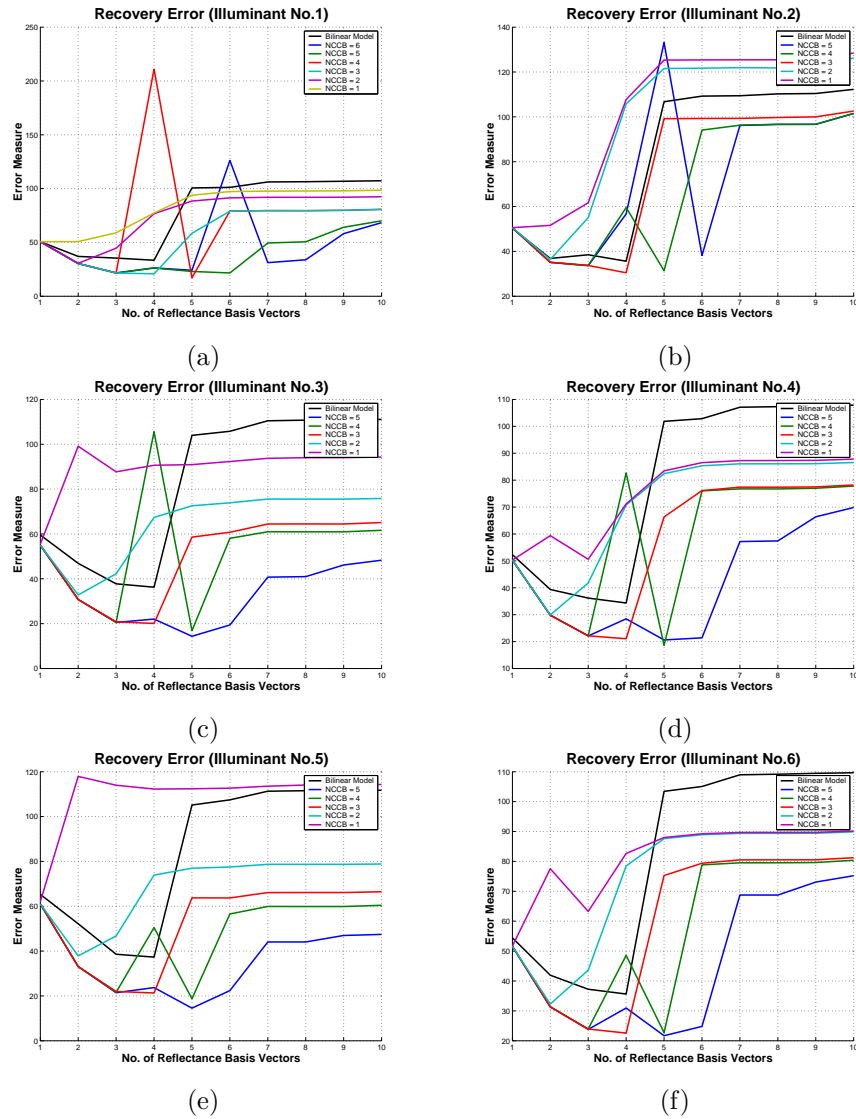 Recovery Error (Illuminant No.1)
Error Measure
250
200
150
100
50
0
1 2 3 4 5 6 7 8 9 10
No. of Reflectance Basis Vectors
Bilinear Model
NCCB = 6
NCCB = 5
NCCB = 4
NCCB = 3
NCCB = 2
NCCB = 1
(a)
Recovery Error (Illuminant No.2)
Error Measure
140
120
100
80
60
40
20
1 2 3 4 5 6 7 8 9 10
No. of Reflectance Basis Vectors
Bilinear Model
NCCB = 5
NCCB = 4
NCCB = 3
NCCB = 2
NCCB = 1
(b)
Recovery Error (Illuminant No.3)
Error Measure
120
100
80
60
40
20
0
1 2 3 4 5 6 7 8 9 10
No. of Reflectance Basis Vectors
Bilinear Model
NCCB = 5
NCCB = 4
NCCB = 3
NCCB = 2
NCCB = 1
(c)
Recovery Error (Illuminant No.4)
Error Measure
110
100
90
80
70
60
50
40
30
20
10
1 2 3 4 5 6 7 8 9 10
No. of Reflectance Basis Vectors
Bilinear Model
NCCB = 5
NCCB = 4
NCCB = 3
NCCB = 2
NCCB = 1
(d)
Recovery Error (Illuminant No.5)
Error Measure
120
100
80
60
40
20
0
1 2 3 4 5 6 7 8 9 10
No. of Reflectance Basis Vectors
Bilinear Model
NCCB = 5
NCCB = 4
NCCB = 3
NCCB = 2
NCCB = 1
(e)
Recovery Error (Illuminant No.6)
Error Measure
110
100
90
80
70
60
50
40
30
20
1 2 3 4 5 6 7 8 9 10
No. of Reflectance Basis Vectors
Bilinear Model
NCCB = 5
NCCB = 4
NCCB = 3
NCCB = 2
NCCB = 1
(f)